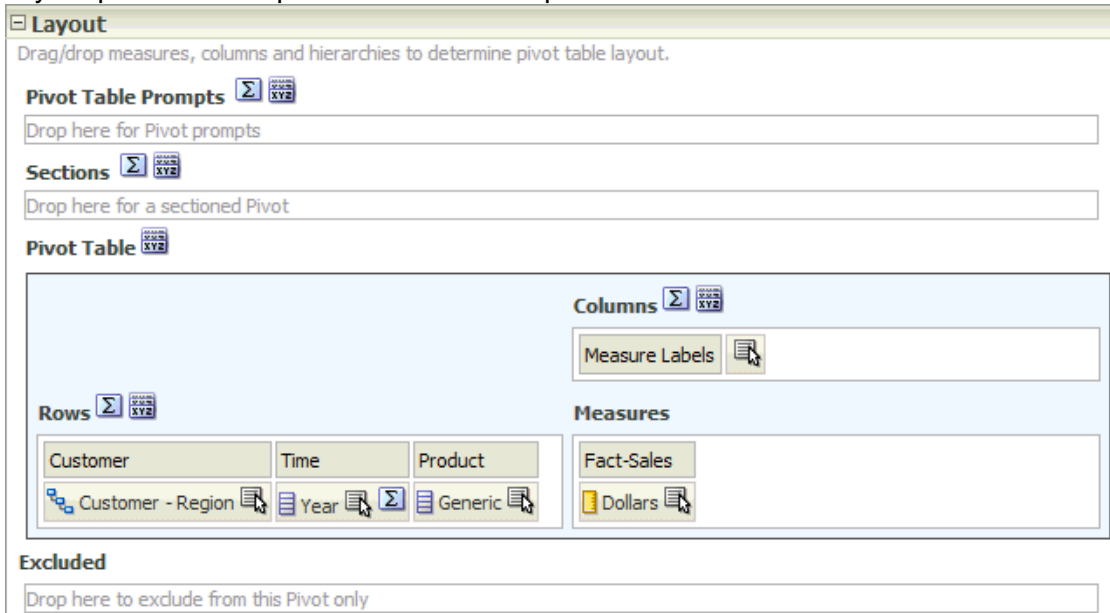 Layout
Drag/drop measures, columns and hierarchies to determine pivot table layout.
Pivot Table Prompts
Drop here for Pivot prompts
Sections
Drop here for a sectioned Pivot
Pivot Table
Columns
Measure Labels
Rows
Measures
Customer Time Product Fact-Sales
Customer - Region Year Generic Dollars
Excluded
Drop here to exclude from this Pivot only